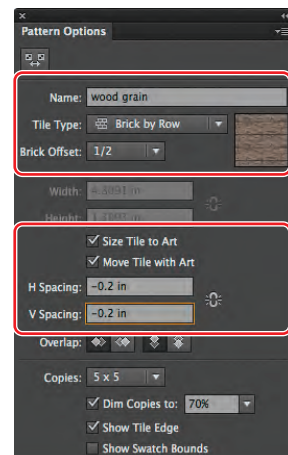 Pattern Options
Name: wood grain
Tile Type: Brick by Row
Brick Offset: 1/2
Width:
Height:
Size Tile to Art
Move Tile with Art
H Spacing: -0.2 in
V Spacing: -0.2 in
Overlap:
Copies: 5 x 5
Dim Copies to: 70%
Show Tile Edge
Show Swatch Bounds